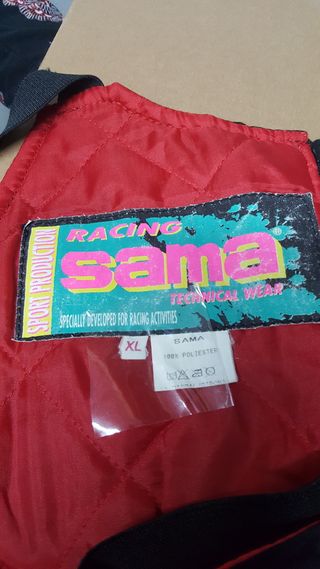 RACING
sama®
TECHNICAL WEAR
SPORT PRODUCTION
SPECIALLY DEVELOPED FOR RACING ACTIVITIES
XL
SAMA
100% POLIESTER